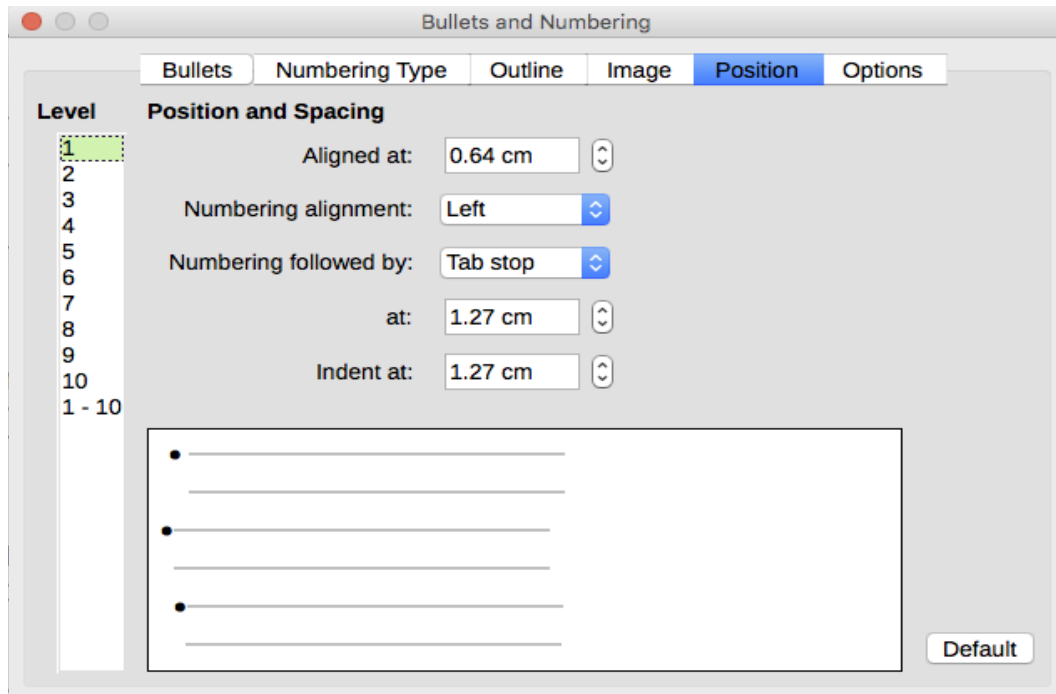 Bullets and Numbering
Bullets Numbering Type Outline Image Position Options
Level
Position and Spacing
1
2
3
4
5
6
7
8
9
10
1 - 10
Aligned at: 0.64 cm
Numbering alignment: Left
Numbering followed by: Tab stop
at: 1.27 cm
Indent at: 1.27 cm
Default